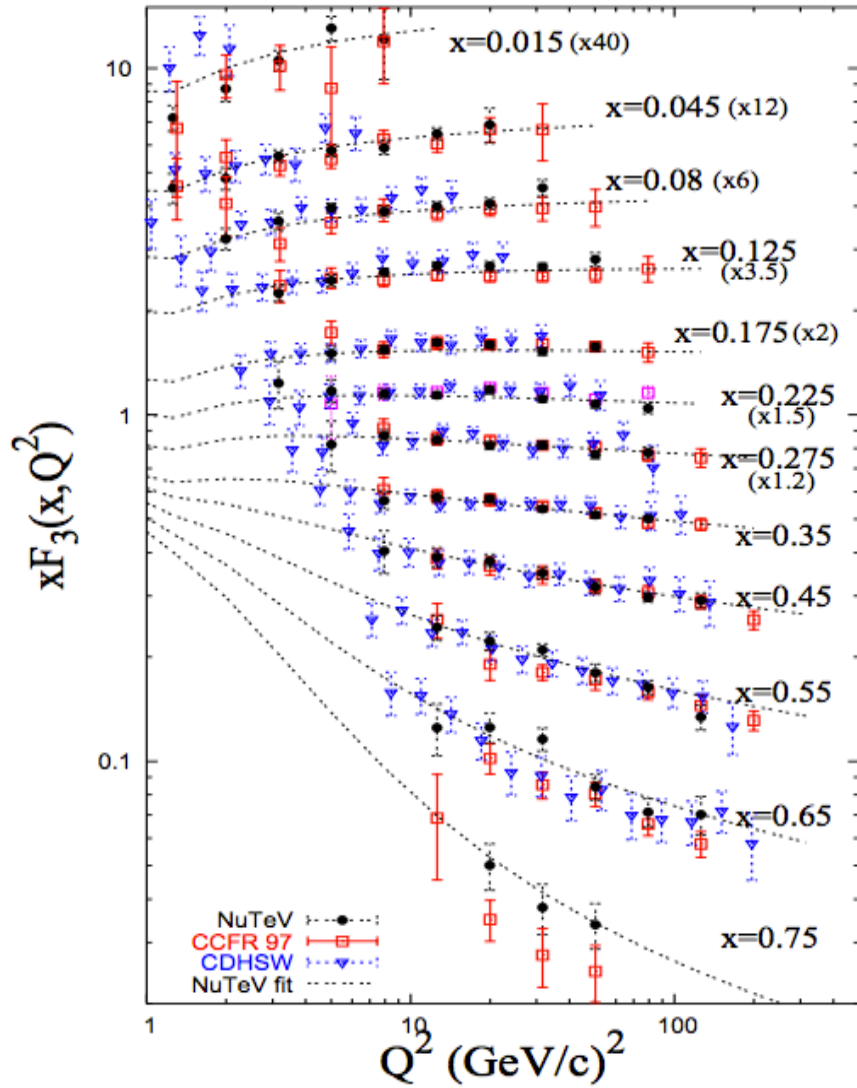 x=0.015 (x40)
10
x=0.045 (x12)
x=0.08 (x6)
x=0.125
(x3.5)
x=0.175 (x2)
1
x=0.225
(x1.5)
x=0.275
(x1.2)
xF₃(x,Q²)
x=0.35
x=0.45
x=0.55
0.1
x=0.65
NuTeV
CCFR 97
CDHSW
NuTeV fit
x=0.75
1
10
100
Q² (GeV/c)²